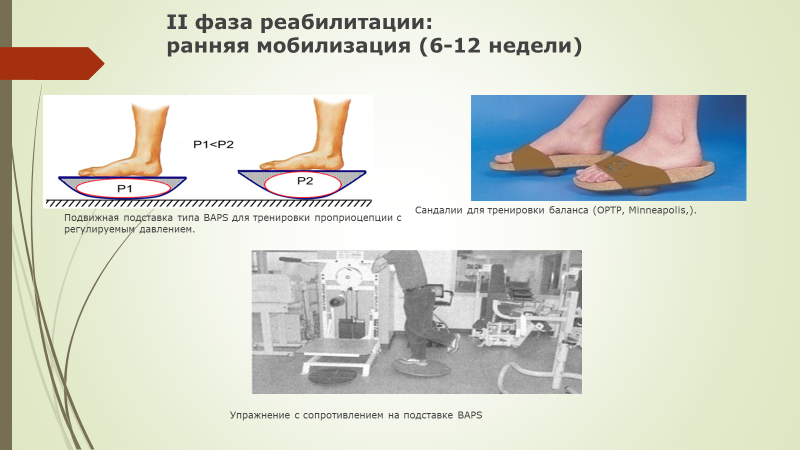 II фаза реабилитации:
ранняя мобилизация (6-12 недели)
P1<P2
P1
P2
Подвижная подставка типа BAPS для тренировки проприоцепции с
регулируемым давлением.
Сандалии для тренировки баланса (OPTP, Minneapolis,).
Упражнение с сопротивлением на подставке BAPS